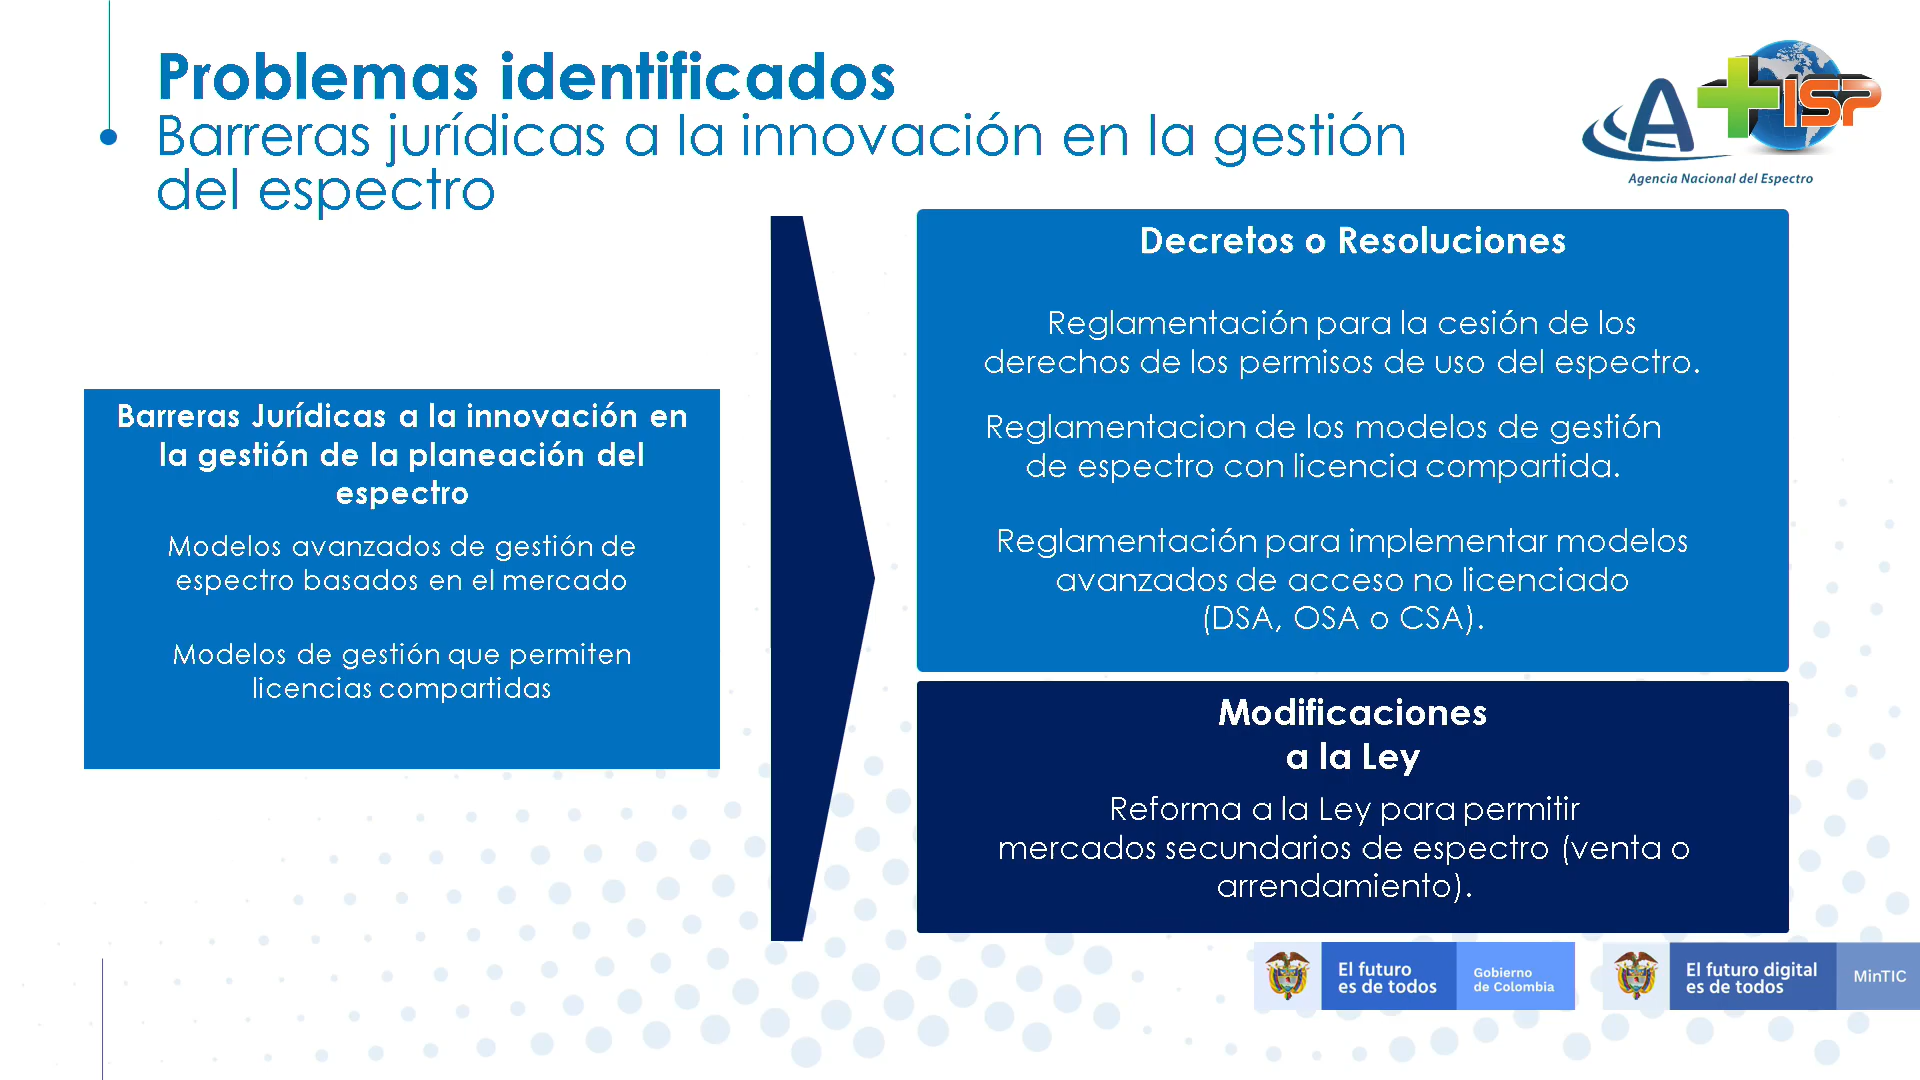 Problemas identificados
Barreras jurídicas a la innovación en la gestión
del espectro
A+ISP
Agencia Nacional del Espectro
Barreras Jurídicas a la innovación en
la gestión de la planeación del
espectro
Modelos avanzados de gestión de
espectro basados en el mercado
Modelos de gestión que permiten
licencias compartidas
Decretos o Resoluciones
Reglamentación para la cesión de los
derechos de los permisos de uso del espectro.
Reglamentacion de los modelos de gestión
de espectro con licencia compartida.
Reglamentación para implementar modelos
avanzados de acceso no licenciado
(DSA, OSA o CSA).
Modificaciones
a la Ley
Reforma a la Ley para permitir
mercados secundarios de espectro (venta o
arrendamiento).
El futuro
es de todos
Gobierno
de Colombia
El futuro digital
es de todos
MinTIC